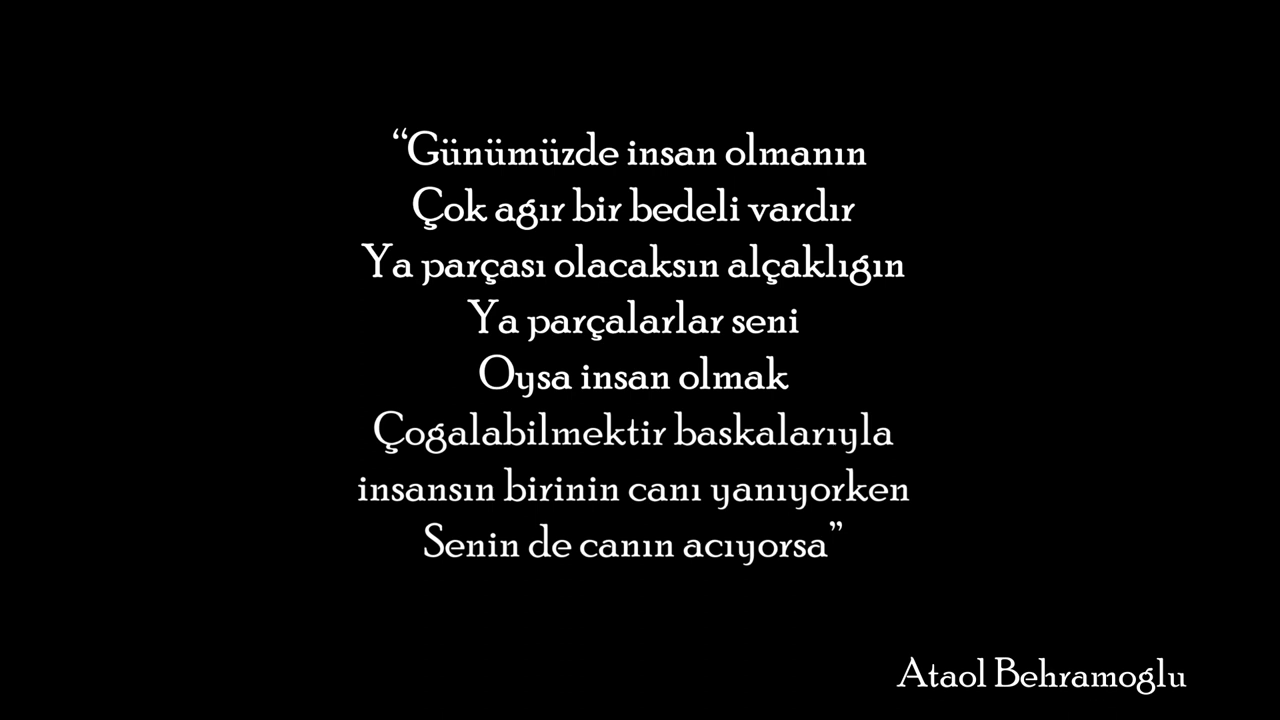 “Günümüzde insan olmanın
Çok agır bir bedeli vardır
Ya parçası olacaksın alçaklıgın
Ya parçalarlar seni
Oysa insan olmak
Çogalabilmektir baskalarıyla
insansın birinin canı yanıyorken
Senin de canın acıyorsa”
Ataol Behramoglu